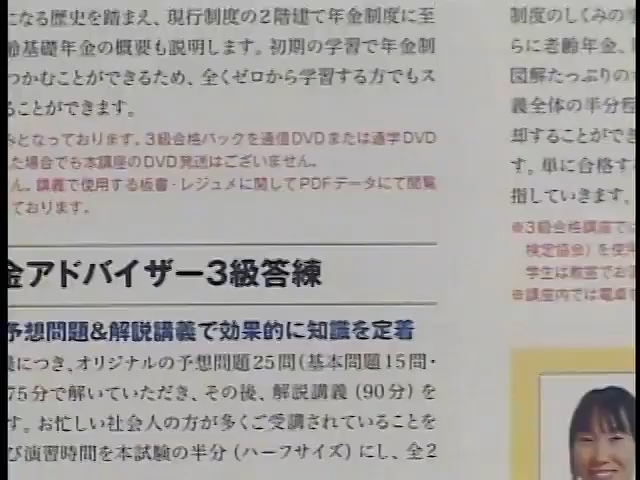 になる歴史を踏まえ、現行制度の2階建て年金制度に至
齢基礎年金の概要も説明します。初期の学習で年金制
つかむことができるため、全くゼロから学習する方でもス
ることができます。
みとなっております。3級合格パックを通信DVDまたは通学DVD
た場合でも本講座のDVD発送はございません。
ん。講義で使用する板書・レジュメに関してPDFデータにて閲覧
ております。
金アドバイザー3級答練
予想問題&解説講義で効果的に知識を定着
につき、オリジナルの予想問題25問(基本問題15問・
75分で解いていただき、その後、解説講義(90分)を
す。お忙しい社会人の方が多くご受講されていることを
び演習時間を本試験の半分(ハーフサイズ)にし、全2
制度のしくみの
らに老齢年金、
図解たっぷりの
義全体の半分程
却することができ
す。単に合格す
指していきます。
※3級合格講座では
検定協会)を使
学生は教室でお
※講座内では電卓